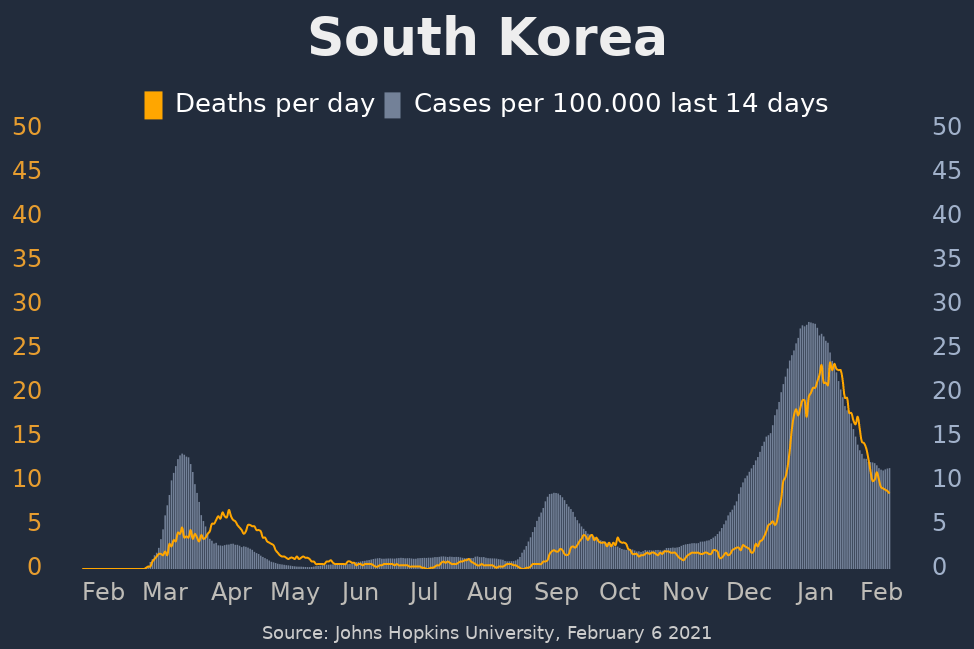 South Korea
Deaths per day Cases per 100.000 last 14 days
50 50
45 45
40 40
35 35
30 30
25 25
20 20
15 15
10 10
5 5
0 0
Feb Mar Apr May Jun Jul Aug Sep Oct Nov Dec Jan Feb
Source: Johns Hopkins University, February 6 2021